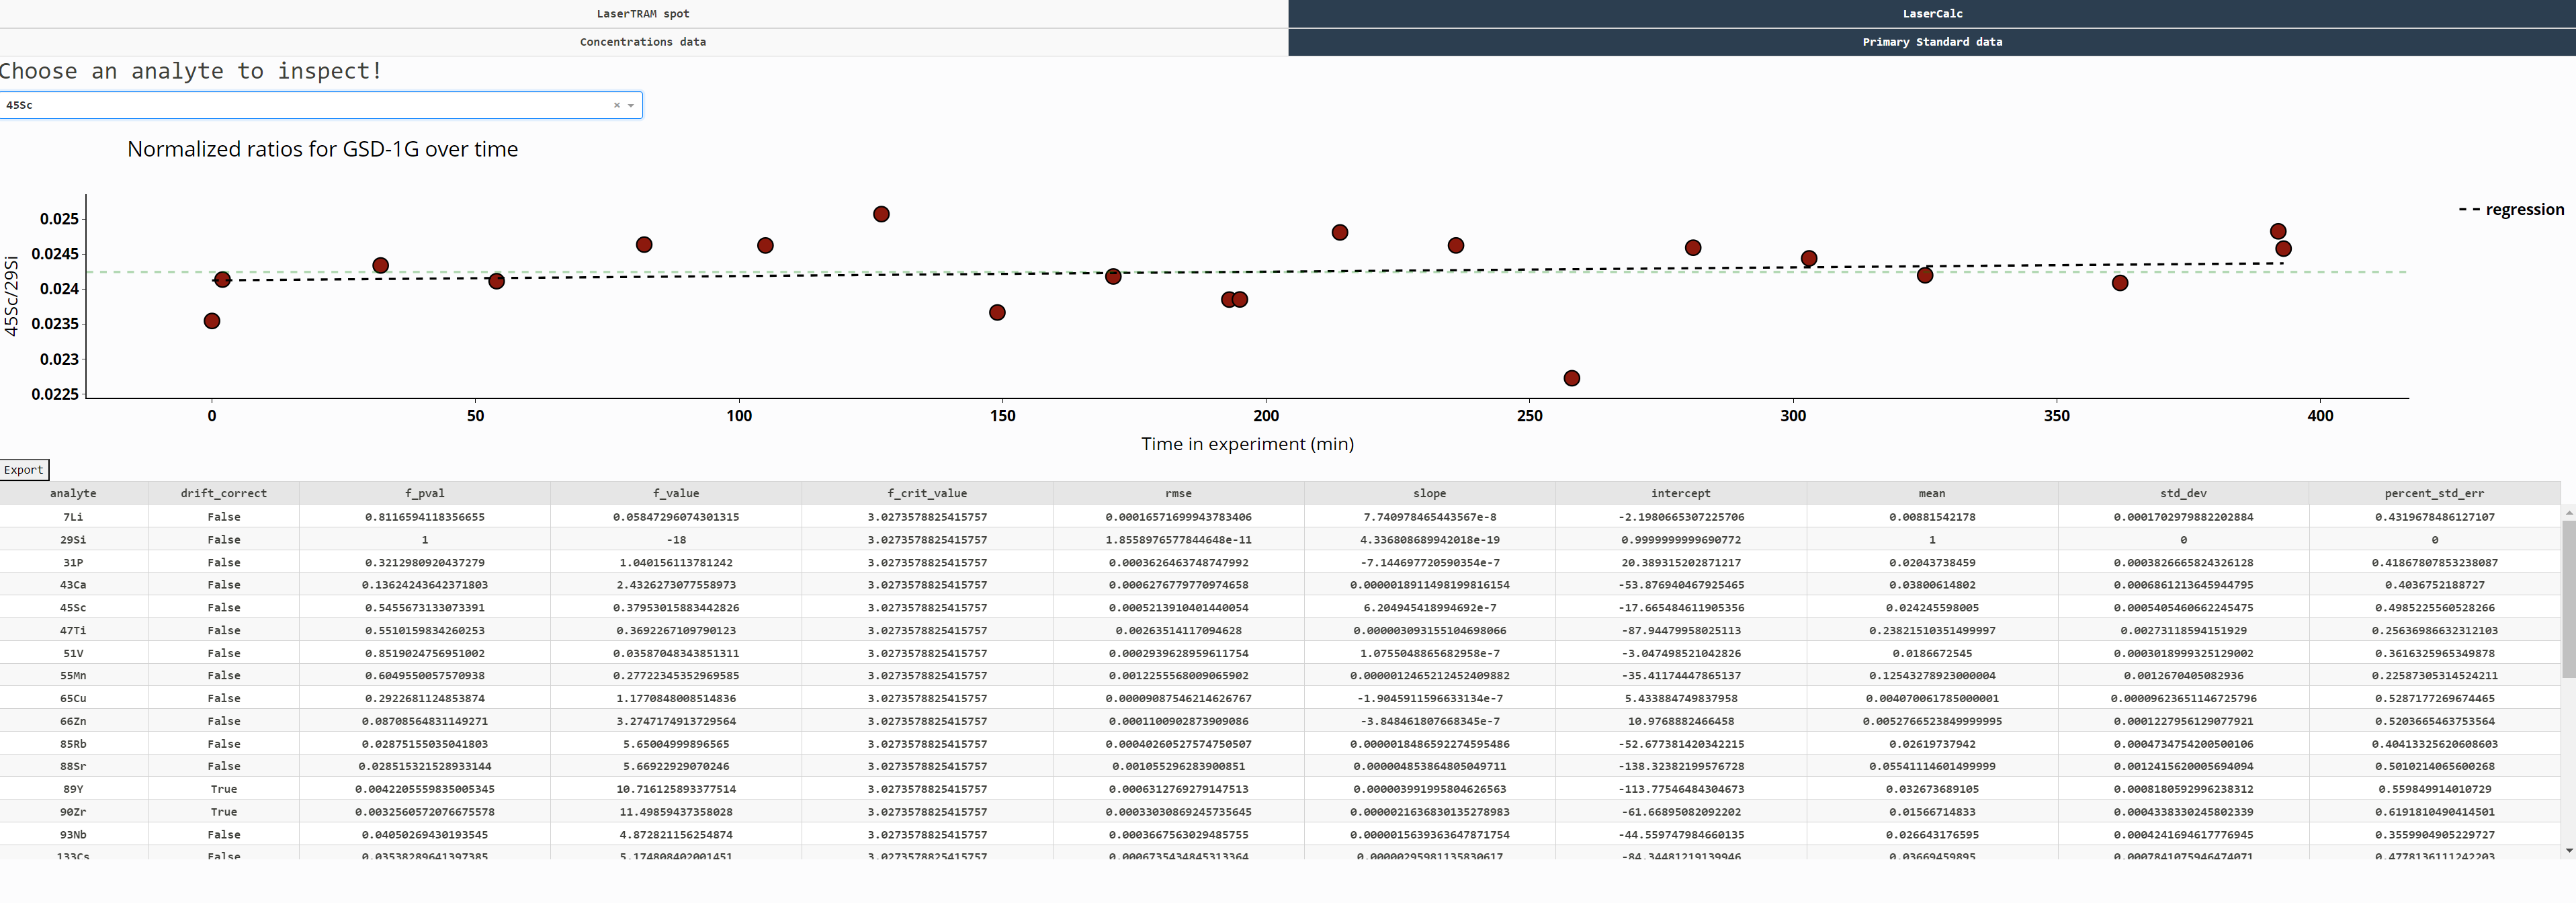 LaserTRAM spot LaserCalc
Concentrations data Primary Standard data
Choose an analyte to inspect!
45Sc × 
Normalized ratios for GSD-1G over time
0.025
0.0245
0.024
0.0235
0.023
0.0225
45Sc/29Si
regression
0 50 100 150 200 250 300 350 400
Time in experiment (min)
Export
analyte drift_correct f_pval f_value f_crit_value rmse slope intercept mean std_dev percent_std_err
7Li False 0.8116594118356655 0.05847296074301315 3.0273578825415757 0.00016571699943783406 7.740978465443567e-8 -2.1980665307225706 0.00881542178 0.0001702979882202884 0.4319678486127107
29Si False 1 -18 3.0273578825415757 1.8558976577844648e-11 4.336808689942018e-19 0.9999999999690772 1 0 0
31P False 0.3212980920437279 1.040156113781242 3.0273578825415757 0.0003626463748747992 -7.144697720590354e-7 20.389315202871217 0.02043738459 0.0003826665824326128 0.41867807853238087
43Ca False 0.13624243642371803 2.4326273077558973 3.0273578825415757 0.0006276779770974658 0.0000018911498199816154 -53.876940467925465 0.03800614802 0.0006861213645944795 0.4036752188727
45Sc False 0.5455673133073391 0.37953015883442826 3.0273578825415757 0.0005213910401440054 6.204945418994692e-7 -17.665484611905356 0.024245598005 0.0005405460662245475 0.4985225560528266
47Ti False 0.5510159834260253 0.3692267109790123 3.0273578825415757 0.00263514117094628 0.000003093155104698066 -87.94479958025113 0.23821510351499997 0.00273118594151929 0.25636986632312103
51V False 0.8519024756951002 0.03587048343851311 3.0273578825415757 0.0002939628959611754 1.0755048865682958e-7 -3.047498521042826 0.0186672545 0.0003018999325129002 0.3616325965349878
55Mn False 0.6049550057570938 0.27722345352969585 3.0273578825415757 0.0012255568009065902 0.0000012465212452409882 -35.41174447865137 0.12543278923000004 0.0012670405082936 0.22587305314524211
65Cu False 0.2922681124853874 1.1770848008514836 3.0273578825415757 0.00009087546214626767 -1.9045911596633134e-7 5.433884749837958 0.004070061785000001 0.00009623651146725796 0.5287177269674465
66Zn False 0.08708564831149271 3.2747174913729564 3.0273578825415757 0.0001100902873909086 -3.848461807668345e-7 10.9768882466458 0.0052766523849999995 0.0001227956129077921 0.5203665463753564
85Rb False 0.02875155035041803 5.65004999896565 3.0273578825415757 0.00040260527574750507 0.0000018486592274595486 -52.677381420342215 0.02619737942 0.0004734754200500106 0.40413325620608603
88Sr False 0.028515321528933144 5.66922929070246 3.0273578825415757 0.001055296283900851 0.000004853864805049711 -138.32382199576728 0.05541114601499999 0.0012415620005694094 0.5010214065600268
89Y True 0.0042205559835005345 10.716125893377514 3.0273578825415757 0.0006312769279147513 0.000003991995804626563 -113.77546484304673 0.032673689105 0.0008180592996238312 0.559849914010729
90Zr True 0.0032560572076675578 11.49859437358028 3.0273578825415757 0.00033030869245735645 0.0000021636830135278983 -61.66895082092202 0.01566714833 0.0004338330245802339 0.6191810490414501
93Nb False 0.04050269430193545 4.872821156254874 3.0273578825415757 0.0003667563029485755 0.0000015639363647871754 -44.559747984660135 0.026643176595 0.0004241694617776945 0.3559904905229727
133Cs False 0.03538289641397385 5.174808402001451 3.0273578825415757 0.0006735434845313364 0.00000295981135830617 -84.34481219139946 0.03669459895 0.0007841075946474071 0.4778136111242203